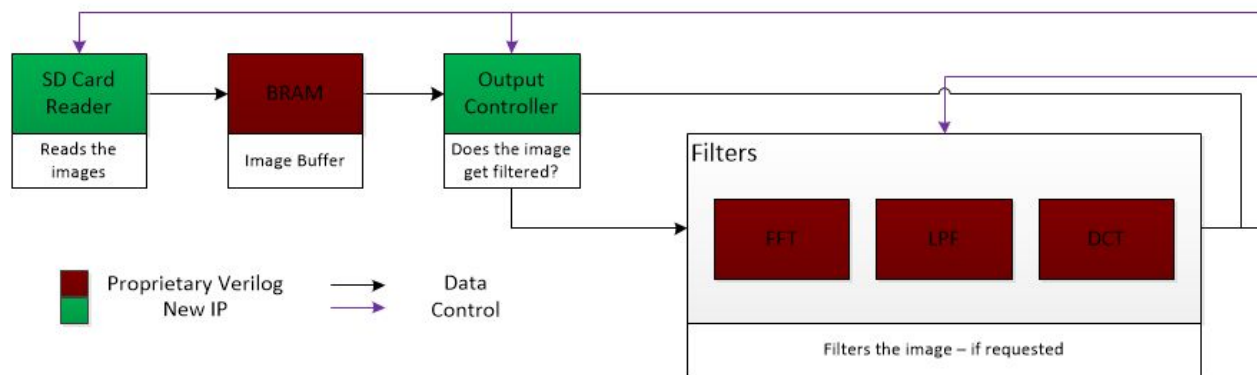 SD Card
Reader
Reads the
images
BRAM
Image Buffer
Output
Controller
Does the image
get filtered?
Filters
FFT
LPF
DCT
Filters the image – if requested
Proprietary Verilog
New IP
Data
Control